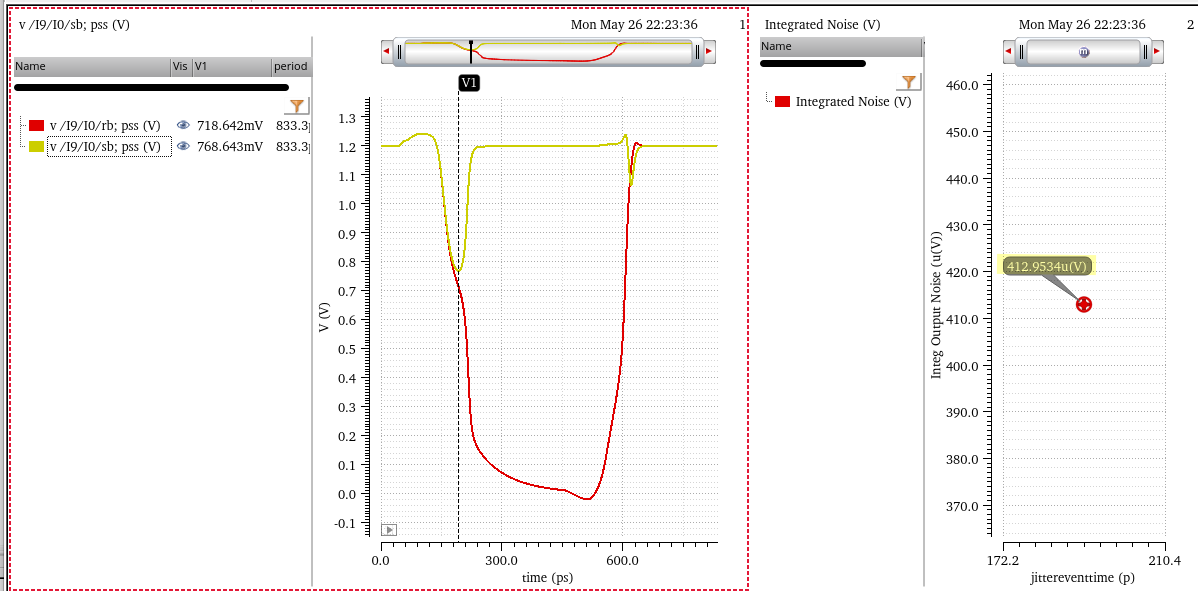 v /I9/I0/sb; pss (V)
Mon May 26 22:23:36
1
Name Vis V1 period
v /I9/I0/rb; pss (V) 718.642mV 833.3
v /I9/I0/sb; pss (V) 768.643mV 833.3
V1
1.3
1.2
1.1
1.0
0.9
0.8
0.7
0.6
0.5
0.4
0.3
0.2
0.1
0.0
-0.1
V (V)
0.0 300.0 600.0
time (ps)
Integrated Noise (V)
Mon May 26 22:23:36
2
Name
Integrated Noise (V)
m
460.0
450.0
440.0
430.0
420.0
410.0
400.0
390.0
380.0
370.0
Integ Output Noise (u(V))
412.9534u(V)
172.2 210.4
jittereventtime (p)